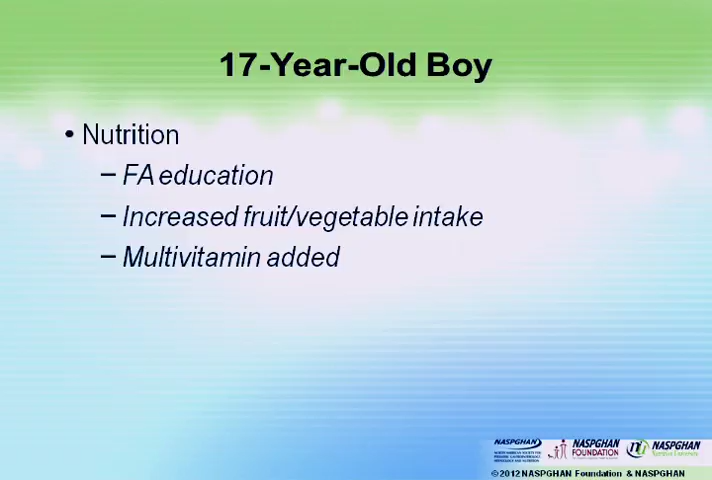 17-Year-Old Boy
• Nutrition
– FA education
– Increased fruit/vegetable intake
– Multivitamin added
NASPGHAN
NASPGHAN FOUNDATION
NASPGHAN
©2012 NASPGHAN Foundation & NASPGHAN